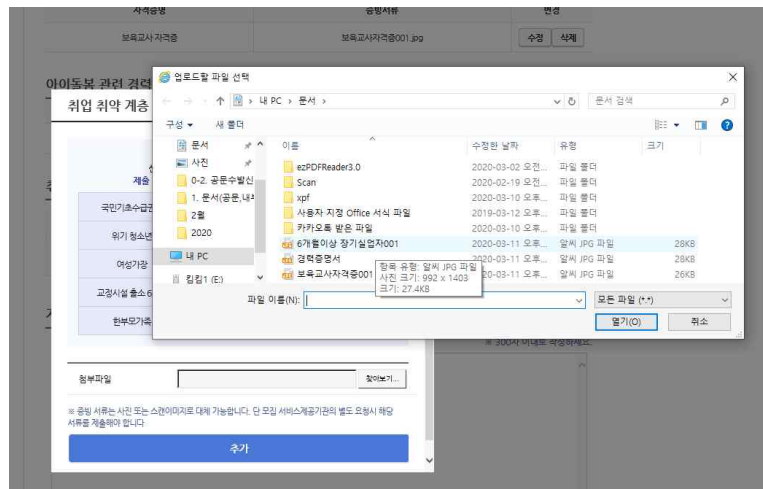 자격증명 증빙서류 변경
보육교사 자격증 보육교사자격증001.jpg 수정 삭제
아이돌봄 관련 경력
취업 취약 계층
제출
국민기초수급
위기 청소년
여성가장
교정시설 출소 6
한부모가족
첨부파일 찾아보기...
※ 증빙 서류는 사진 또는 스캔이미지로 대체 가능합니다. 단 모집 서비스제공기관의 별도 요청시 해당
서류를 제출해야 합니다
추가
업로드할 파일 선택
내 PC > 문서 >
문서 검색
구성 새 폴더
문서
사진
0-2. 공문수발신
1. 문서(공문,내부
2월
2020
내 PC
킹킹1 (E:)
이름 수정한 날짜 유형 크기
ezPDFReader3.0 2020-03-02 오전... 파일 폴더
Scan 2020-02-19 오전... 파일 폴더
xpf 2020-03-10 오후... 파일 폴더
사용자 지정 Office 서식 파일 2019-03-12 오후... 파일 폴더
카카오톡 받은 파일 2020-03-10 오후... 파일 폴더
6개월이상 장기실업자001 2020-03-11 오후... 알씨 JPG 파일 28KB
경력증명서 2020-03-11 오후... 알씨 JPG 파일 28KB
보육교사자격증001 2020-03-11 오후... 알씨 JPG 파일 26KB
항목 유형: 알씨 JPG 파일
사진 크기: 992 x 1403
크기: 27.4KB
파일 이름(N): 모든 파일 (*.*)
열기(O) 취소
※ 300자 이내로 작성하세요.